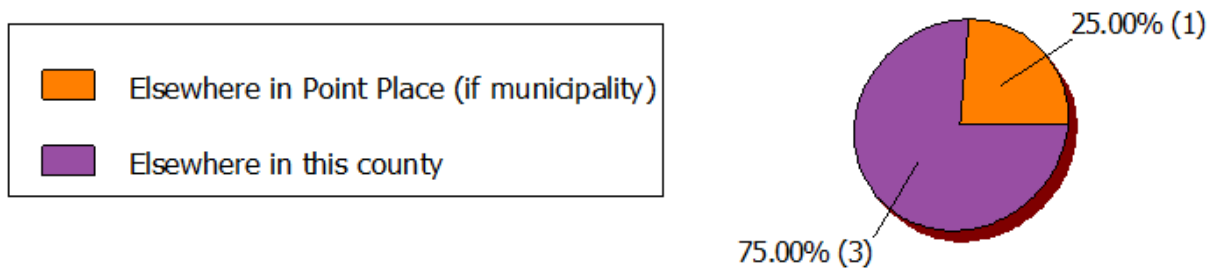 25.00% (1)
Elsewhere in Point Place (if municipality)
Elsewhere in this county
75.00% (3)